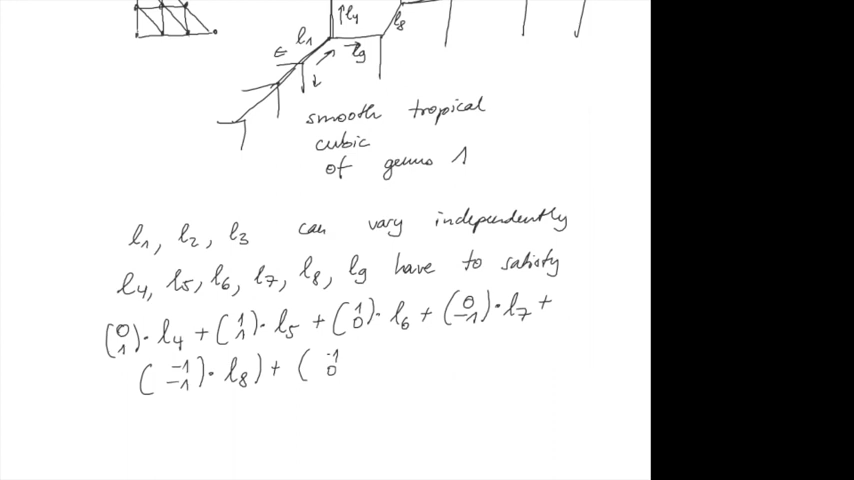 l4
l8
l1
l9
smooth tropical
cubic
of genus 1
l1, l2, l3 can vary independently
l4, l5, l6, l7, l8, l9 have to satisfy
(0 1)· l4 + (1 1)· l5 + (1 0)· l6 + (0 -1)· l7 +
(-1 -1)· l8) + ( -1 0